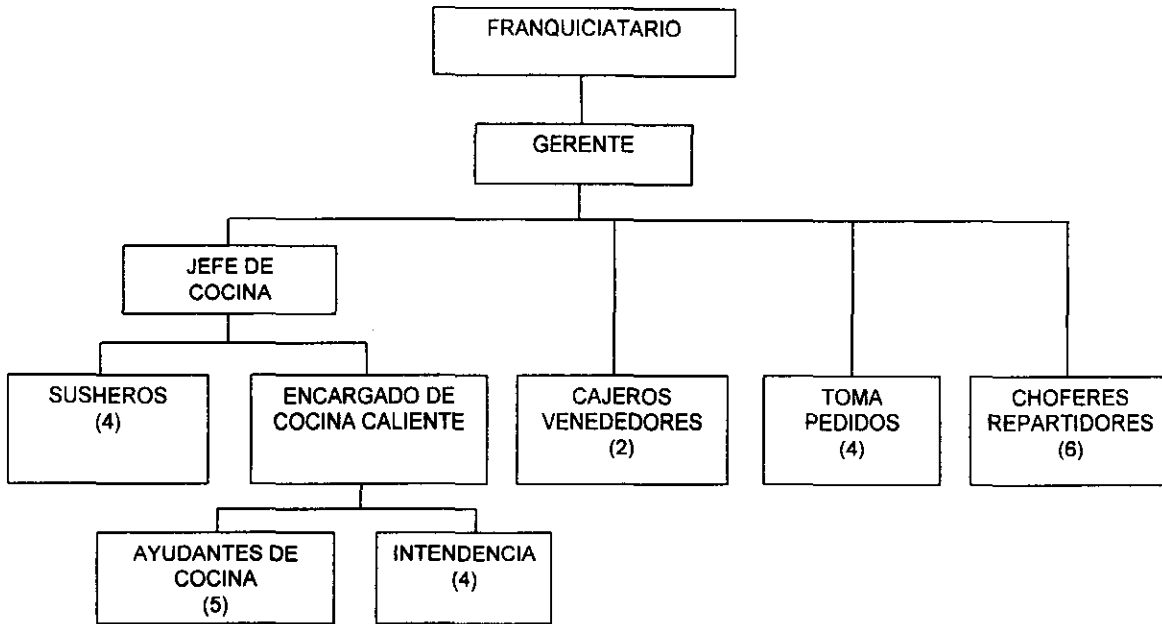 FRANQUICIATARIO
GERENTE
JEFE DE
COCINA
SUSHEROS
(4)
ENCARGADO DE
COCINA CALIENTE
CAJEROS
VENEDEDORES
(2)
TOMA
PEDIDOS
(4)
CHOFERES
REPARTIDORES
(6)
AYUDANTES DE
COCINA
(5)
INTENDENCIA
(4)